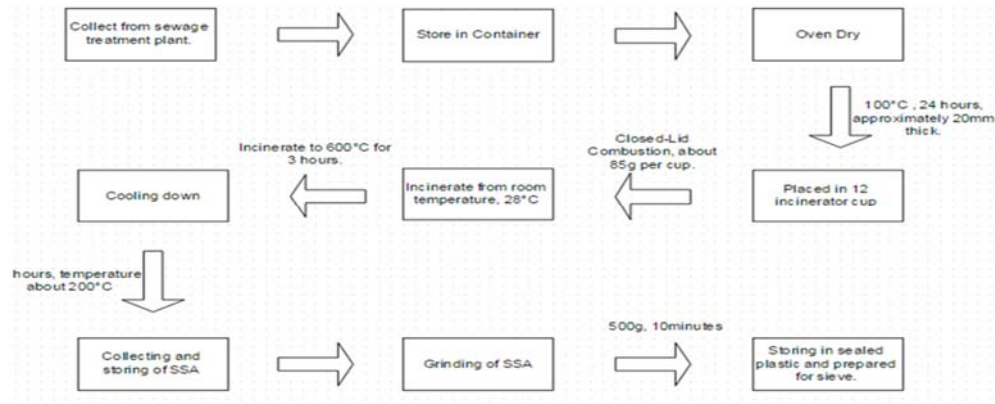 Collect from sewage
treatment plant.
Store in Container
Oven Dry
100°C , 24 hours,
approximately 20mm
thick.
Placed in 12
incinerator cup
Closed-Lid
Combustion, about
85g per cup.
Incinerate from room
temperature, 28°C
Incinerate to 600°C for
3 hours.
Cooling down
hours, temperature
about 200°C
Collecting and
storing of SSA
Grinding of SSA
500g, 10minutes
Storing in sealed
plastic and prepared
for sieve.